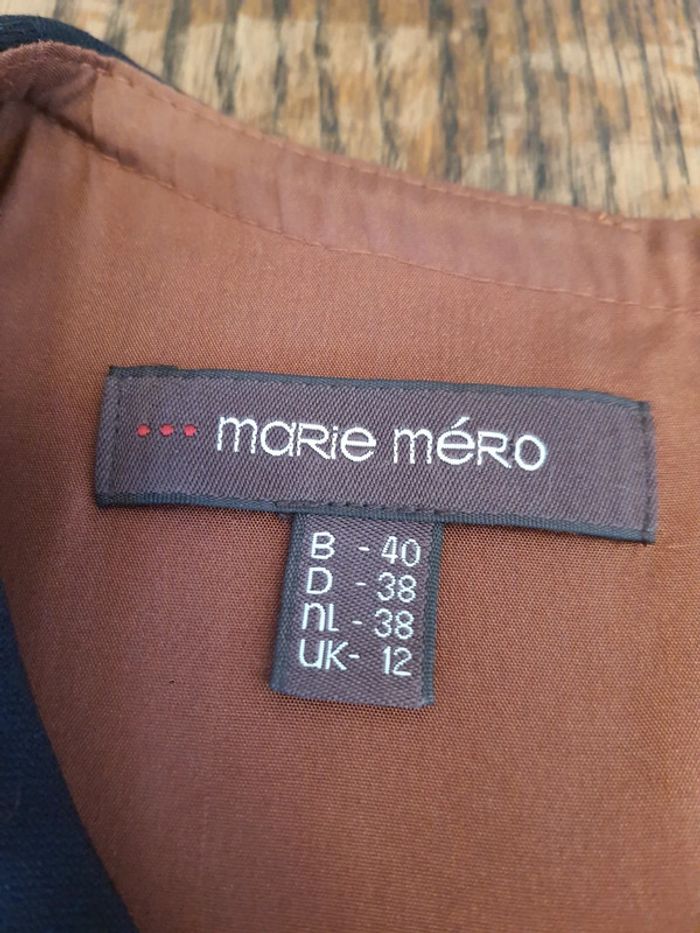 maRie méRo
B - 40
D - 38
nL - 38
UK- 12